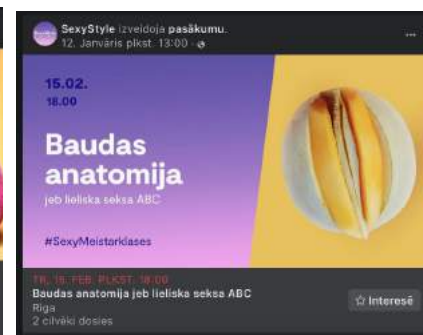 SexyStyle izveidoja pasākumu.
12. Janvāris plkst. 13:00
15.02.
18.00
Baudas
anatomija
jeb lieliska seksa ABC
#SexyMeistarklases
TR, 15. FEB. PLKST. 18:00
Baudas anatomija jeb lieliska seksa ABC
Rīga
2 cilvēki dosies
Interesē